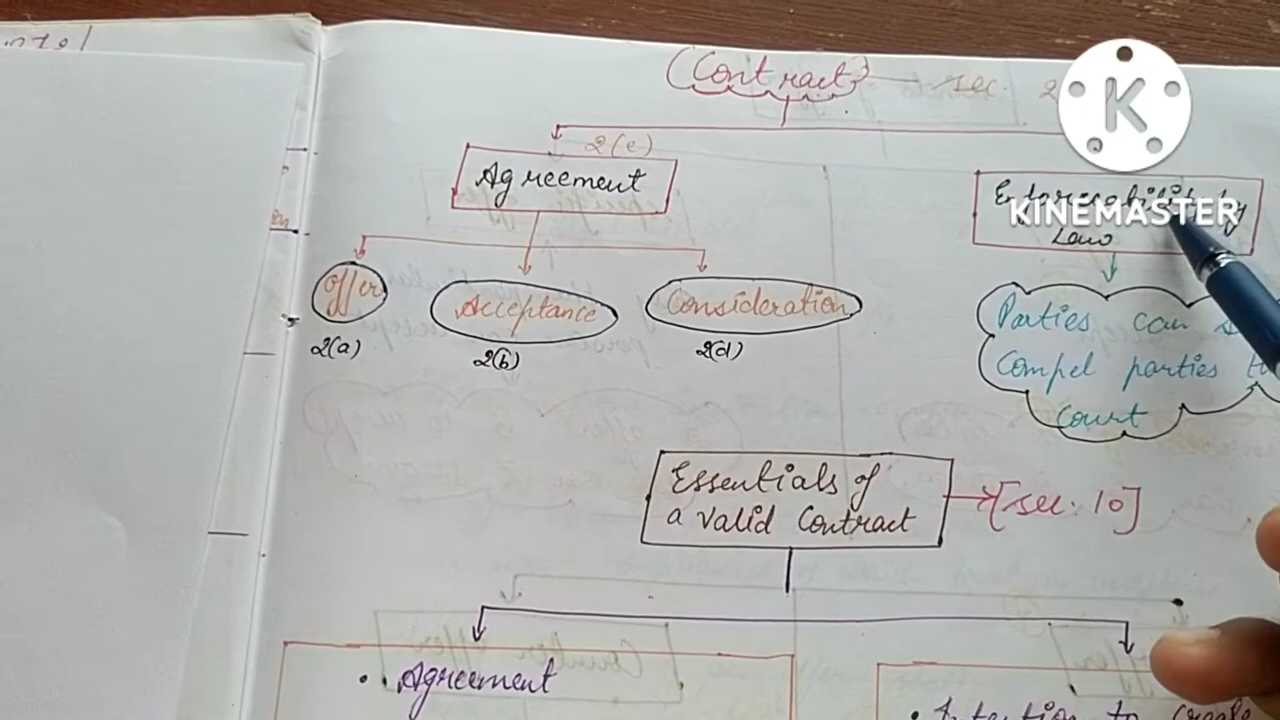 (Contract) — sec. 2
2(e)
Agreement
Enforceability by
Law
KINEMASTER
Offer
Acceptance
Consideration
2(a)
2(b)
2(d)
Parties can
Compel parties
Court
Essentials of
a valid Contract
[sec. 10]
• Agreement
• Intention to create